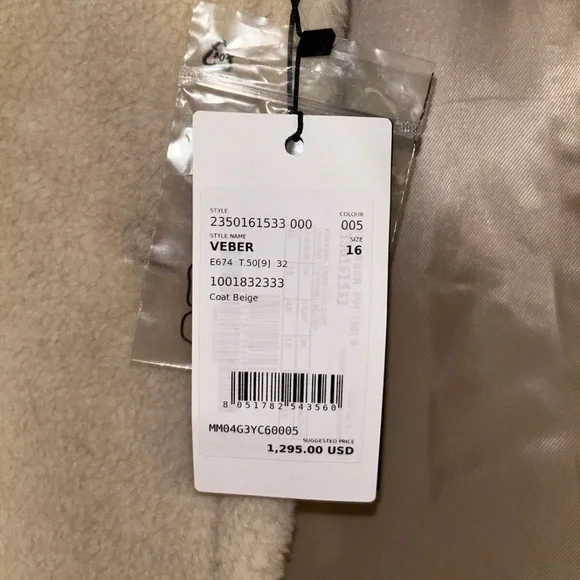 STYLE COLOUR
2350161533 000 005
STYLE NAME SIZE
VEBER 16
E674 T.50[9] 32
1001832333
Coat Beige
8 051782 543560
MM04G3YC60005
SUGGESTED PRICE
1,295.00 USD